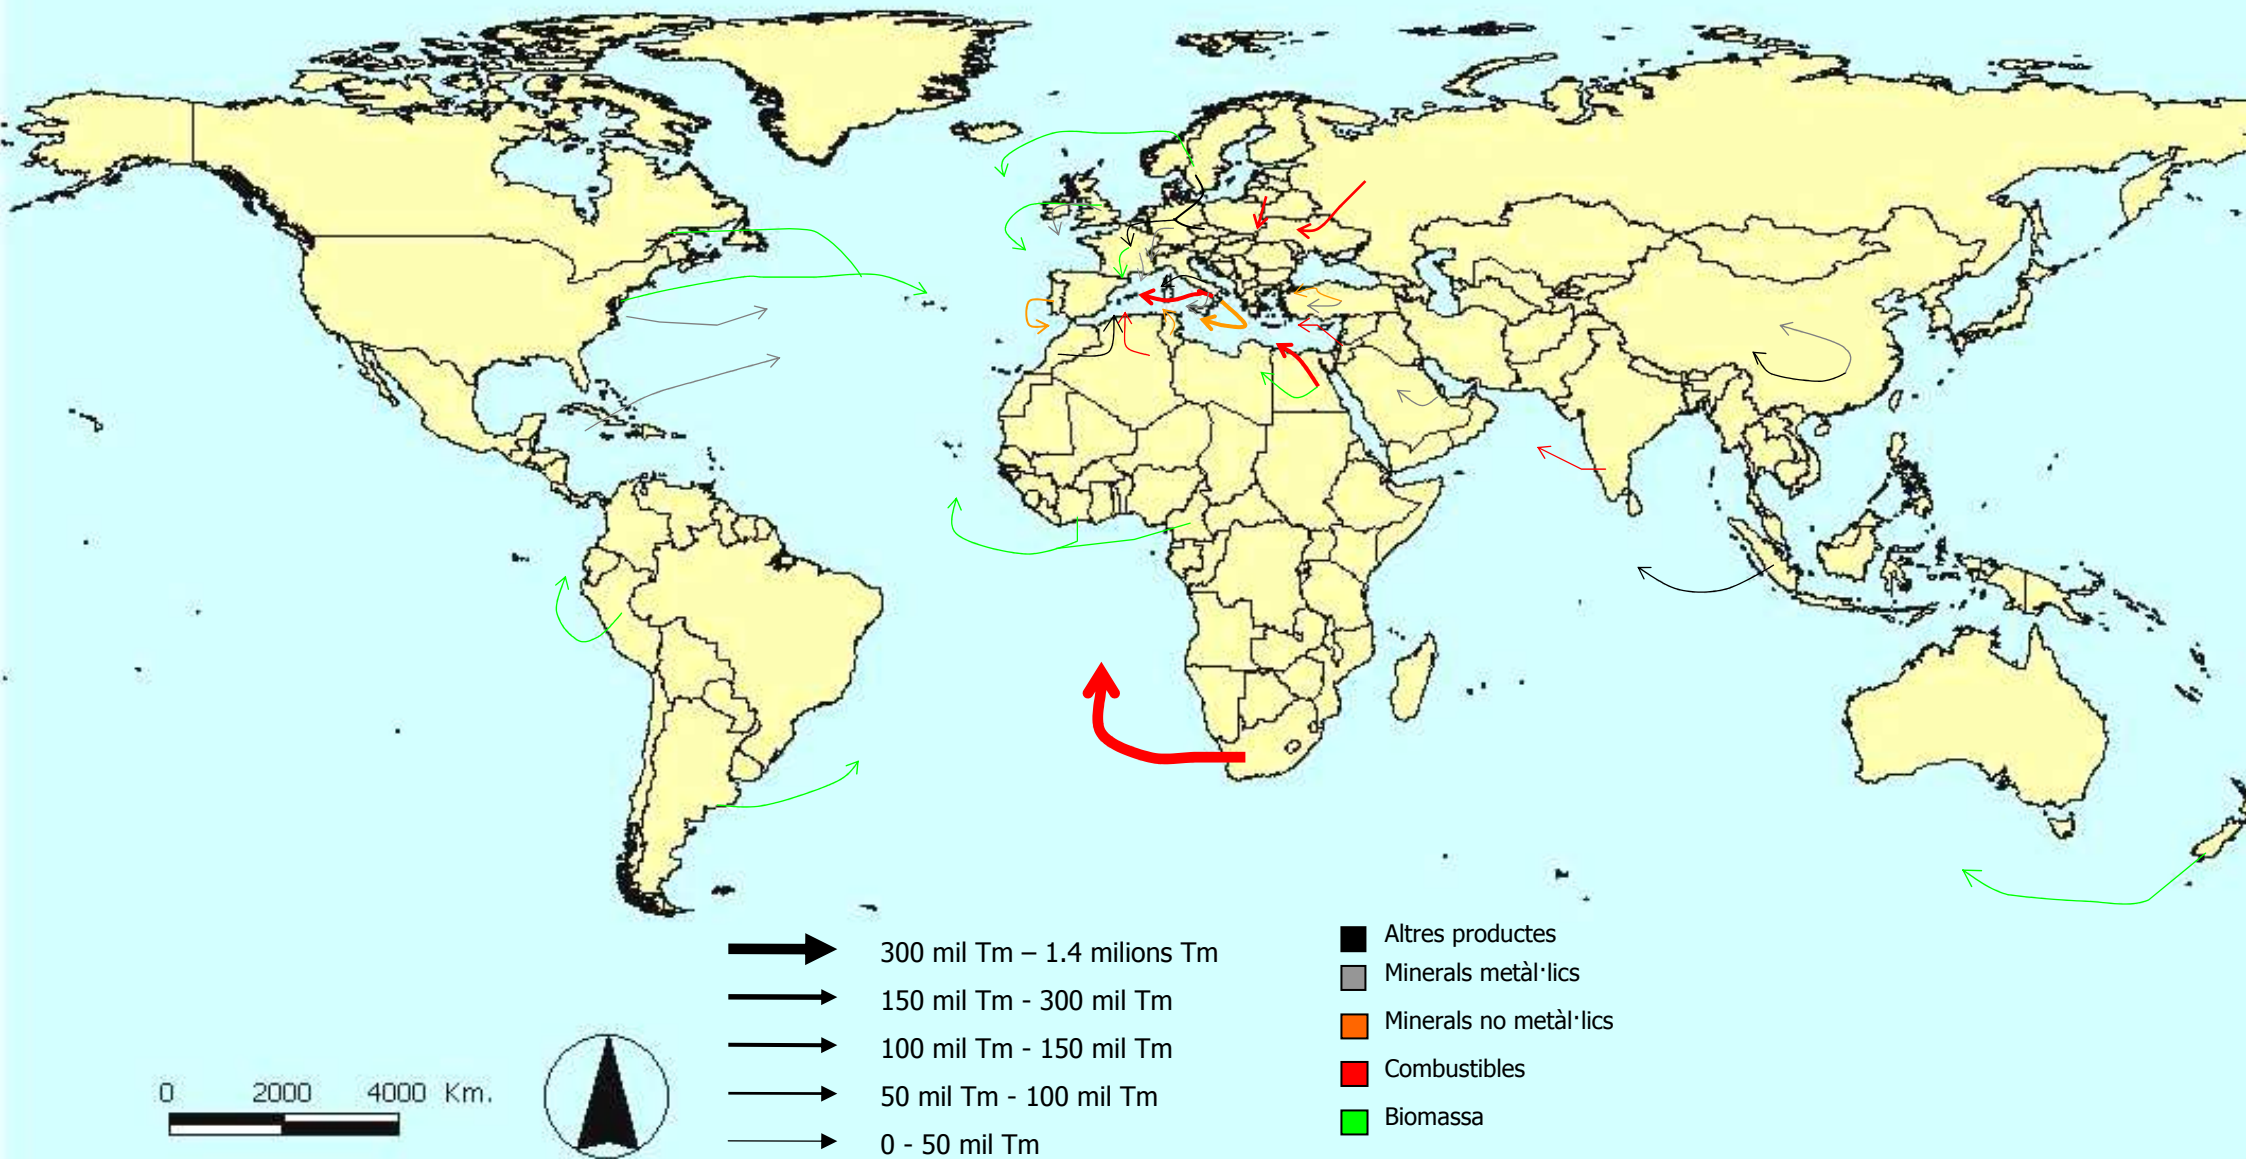 300 mil Tm – 1.4 milions Tm
150 mil Tm - 300 mil Tm
100 mil Tm - 150 mil Tm
50 mil Tm - 100 mil Tm
0 - 50 mil Tm
Altres productes
Minerals metàl·lics
Minerals no metàl·lics
Combustibles
Biomassa
0 2000 4000 Km.